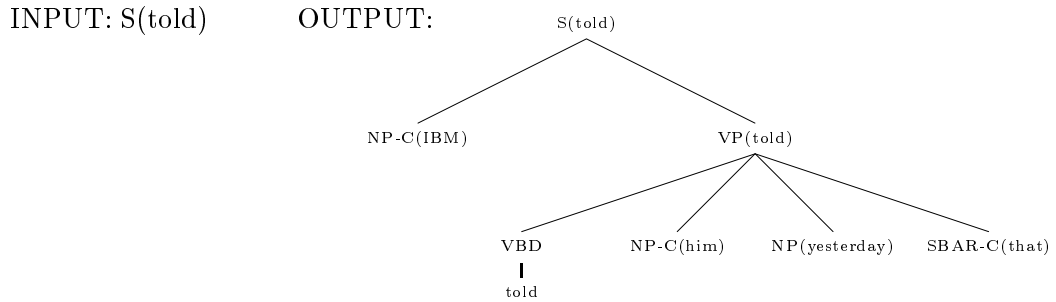 INPUT: S(told) OUTPUT: S(told)
NP-C(IBM) VP(told)
VBD NP-C(him) NP(yesterday) SBAR-C(that)
told